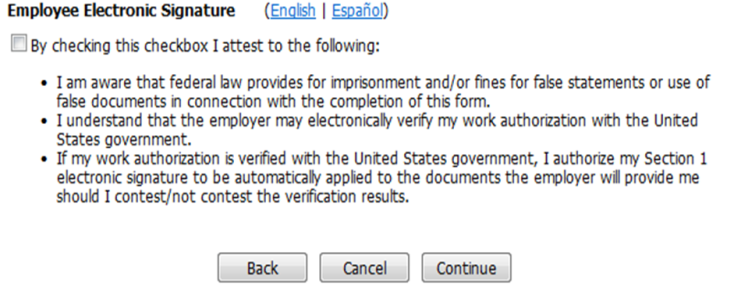 Employee Electronic Signature (English | Español)
By checking this checkbox I attest to the following:
• I am aware that federal law provides for imprisonment and/or fines for false statements or use of
false documents in connection with the completion of this form.
• I understand that the employer may electronically verify my work authorization with the United
States government.
• If my work authorization is verified with the United States government, I authorize my Section 1
electronic signature to be automatically applied to the documents the employer will provide me
should I contest/not contest the verification results.
Back Cancel Continue